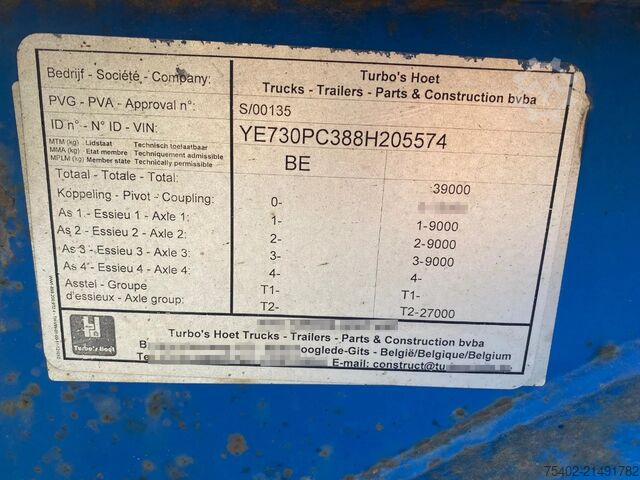 Bedrijf - Société - Company: Turbo's Hoet
Trucks - Trailers - Parts & Construction bvba
PVG - PVA - Approval n°: S/00135
ID n° - N° ID - VIN: YE730PC388H205574
MTM (kg) Lidstaat Technisch toelaatbaar
MMA (kg) Etat membre Techniquement admissible
MPLM (kg) Member state Technically permissible
BE
Totaal - Totale - Total: 39000
Koppeling - Pivot - Coupling: 0-
As 1 - Essieu 1 - Axle 1: 1- 1-9000
As 2 - Essieu 2 - Axle 2: 2- 2-9000
As 3 - Essieu 3 - Axle 3: 3- 3-9000
As 4 - Essieu 4 - Axle 4: 4- 4-
Asstel - Groupe T1- T1-
d'essieux - Axle group: T2- T2-27000
H
Turbo's Hoet
Turbo's Hoet Trucks - Trailers - Parts & Construction bvba
ooglede-Gits - België/Belgique/Belgium
Te E-mail: construct@tu
75402-21491782